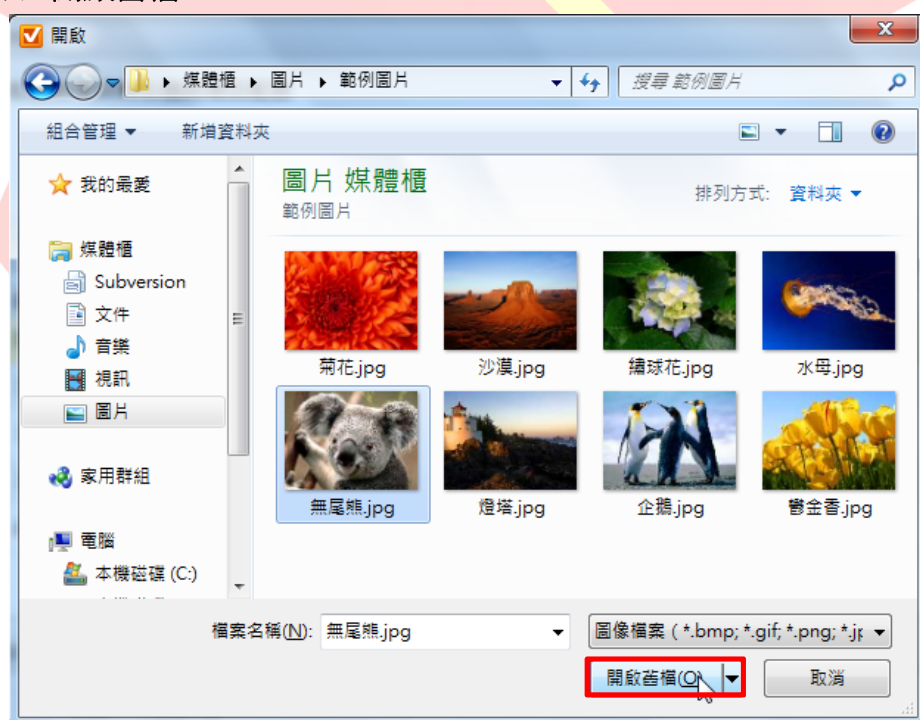 開啟
媒體櫃 ▸ 圖片 ▸ 範例圖片
搜尋 範例圖片
組合管理 ▼ 新增資料夾
我的最愛
媒體櫃
Subversion
文件
音樂
視訊
圖片
家用群組
電腦
本機磁碟 (C:)
圖片 媒體櫃
範例圖片
排列方式: 資料夾 ▼
菊花.jpg
沙漠.jpg
繡球花.jpg
水母.jpg
無尾熊.jpg
燈塔.jpg
企鵝.jpg
鬱金香.jpg
檔案名稱(N): 無尾熊.jpg
圖像檔案 ( *.bmp; *.gif; *.png; *.jp
開啟舊檔(O)
取消